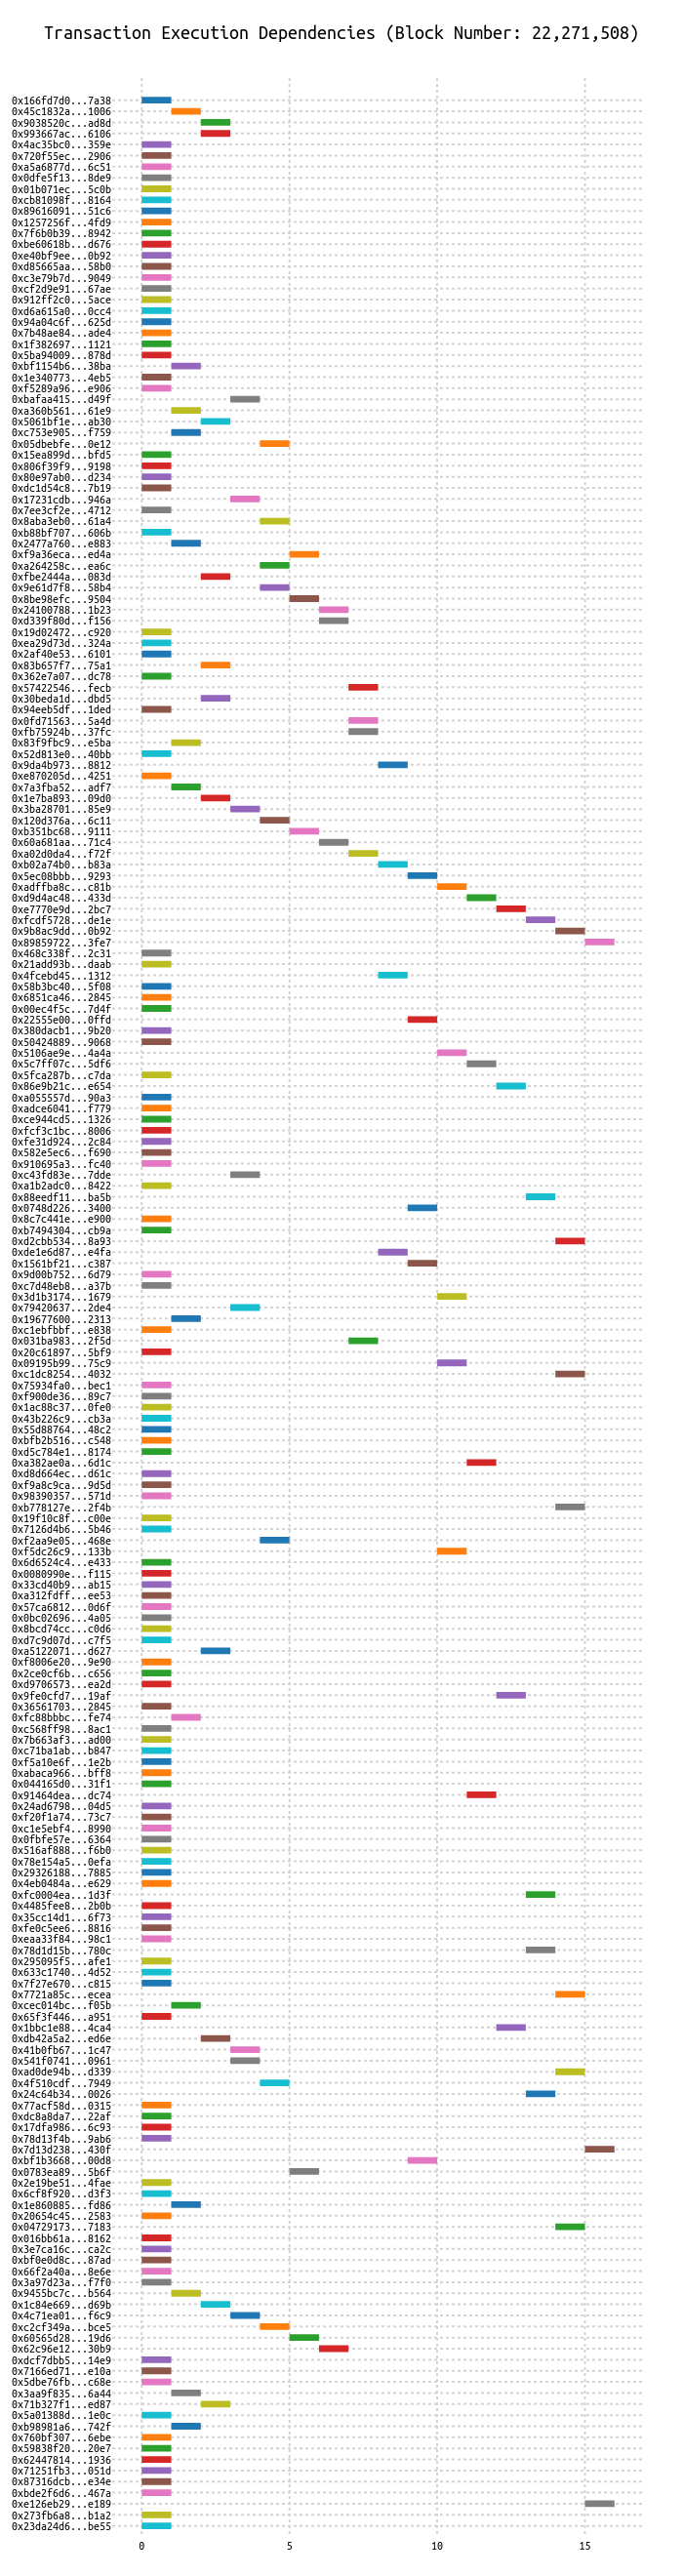 Transaction Execution Dependencies (Block Number: 22,271,508)
0x166fd7d0...7a38
0x45c1832a...1006
0x9038520c...ad8d
0x993667ac...6106
0x4ac35bc0...359e
0x720f55ec...2906
0xa5a6877d...6c51
0x0dfe5f13...8de9
0x01b071ec...5c0b
0xcb81098f...8164
0x89616091...51c6
0x1257256f...4fd9
0x7f6b0b39...8942
0xbe60618b...d676
0xe40bf9ee...0b92
0xd85665aa...58b0
0xc3e79b7d...9049
0xcf2d9e91...67ae
0x912ff2c0...5ace
0xd6a615a0...0cc4
0x94a04c6f...625d
0x7b48ae84...ade4
0x1f382697...1121
0x5ba94009...878d
0xbf1154b6...38ba
0x1e340773...4eb5
0xf5289a96...e906
0xbafaa415...d49f
0xa360b561...61e9
0x5061bf1e...ab30
0xc753e905...f759
0x05dbebfe...0e12
0x15ea899d...bfd5
0x806f39f9...9198
0x80e97ab0...d234
0xdc1d54c8...7b19
0x17231cdb...946a
0x7ee3cf2e...4712
0x8aba3eb0...61a4
0xb88bf707...606b
0x2477a760...e883
0xf9a36eca...ed4a
0xa264258c...ea6c
0xfbe2444a...083d
0x9e61d7f8...58b4
0x8be98efc...9504
0x24100788...1b23
0xd339f80d...f156
0x19d02472...c920
0xea29d73d...324a
0x2af40e53...6101
0x83b657f7...75a1
0x362e7a07...dc78
0x57422546...fecb
0x30beda1d...dbd5
0x94eeb5df...1ded
0x0fd71563...5a4d
0xfb75924b...37fc
0x83f9fbc9...e5ba
0x52d813e0...40bb
0x9da4b973...8812
0xe870205d...4251
0x7a3fba52...adf7
0x1e7ba893...09d0
0x3ba28701...85e9
0x120d376a...6c11
0xb351bc68...9111
0x60a681aa...71c4
0xa02d0da4...f72f
0xb02a74b0...b83a
0x5ec08bbb...9293
0xadffba8c...c81b
0xd9d4ac48...433d
0xe7770e9d...2bc7
0xfcdf5728...de1e
0x9b8ac9dd...0b92
0x89859722...3fe7
0x468c338f...2c31
0x21add93b...daab
0x4fcebd45...1312
0x58b3bc40...5f08
0x6851ca46...2845
0x00ec4f5c...7d4f
0x22555e00...0ffd
0x380dacb1...9b20
0x50424889...9068
0x5106ae9e...4a4a
0x5c7ff07c...5df6
0x5fca287b...c7da
0x86e9b21c...e654
0xa055557d...90a3
0xadce6041...f779
0xce944cd5...1326
0xfcf3c1bc...8006
0xfe31d924...2c84
0x582e5ec6...f690
0x910695a3...fc40
0xc43fd83e...7dde
0xa1b2adc0...8422
0x88eedf11...ba5b
0x0748d226...3400
0x8c7c441e...e900
0xb7494304...cb9a
0xd2cbb534...8a93
0xde1e6d87...e4fa
0x1561bf21...c387
0x9d00b752...6d79
0xc7d48eb8...a37b
0x3d1b3174...1679
0x79420637...2de4
0x19677600...2313
0xc1ebfbbf...e838
0x031ba983...2f5d
0x20c61897...5bf9
0x09195b99...75c9
0xc1dc8254...4032
0x75934fa0...bec1
0xf900de36...89c7
0x1ac88c37...0fe0
0x43b226c9...cb3a
0x55d88764...48c2
0xbfb2b516...c548
0xd5c784e1...8174
0xa382ae0a...6d1c
0xd8d664ec...d61c
0xf9a8c9ca...9d5d
0x98390357...571d
0xb778127e...2f4b
0x19f10c8f...c00e
0x7126d4b6...5b46
0xf2aa9e05...468e
0xf5dc26c9...133b
0x6d6524c4...e433
0x0080990e...f115
0x33cd40b9...ab15
0xa312fdff...ee53
0x57ca6812...0d6f
0x0bc02696...4a05
0x8bcd74cc...c0d6
0xd7c9d07d...c7f5
0xa5122071...d627
0xf8006e20...9e90
0x2ce0cf6b...c656
0xd9706573...ea2d
0x9fe0cfd7...19af
0x36561703...2845
0xfc88bbbc...fe74
0xc568ff98...8ac1
0x7b663af3...ad00
0xc71ba1ab...b847
0xf5a10e6f...1e2b
0xabaca966...bff8
0x044165d0...31f1
0x91464dea...dc74
0x24ad6798...04d5
0xf20f1a74...73c7
0xc1e5ebf4...8990
0x0fbfe57e...6364
0x516af888...f6b0
0x78e154a5...0efa
0x29326188...7885
0x4eb0484a...e629
0xfc0004ea...1d3f
0x4485fee8...2b0b
0x35cc14d1...6f73
0xfe0c5ee6...8816
0xeaa33f84...98c1
0x78d1d15b...780c
0x295095f5...afe1
0x633c1740...4d52
0x7f27e670...c815
0x7721a85c...ecea
0xcec014bc...f05b
0x65f3f446...a951
0x1bbc1e88...4ca4
0xdb42a5a2...ed6e
0x41b0fb67...1c47
0x541f0741...0961
0xad0de94b...d339
0x4f510cdf...7949
0x24c64b34...0026
0x77acf58d...0315
0xdc8a8da7...22af
0x17dfa986...6c93
0x78d13f4b...9ab6
0x7d13d238...430f
0xbf1b3668...00d8
0x0783ea89...5b6f
0x2e19be51...4fae
0x6cf8f920...d3f3
0x1e860885...fd86
0x20654c45...2583
0x04729173...7183
0x016bb61a...8162
0x3e7ca16c...ca2c
0xbf0e0d8c...87ad
0x66f2a40a...8e6e
0x3a97d23a...f7f0
0x9455bc7c...b564
0x1c84e669...d69b
0x4c71ea01...f6c9
0xc2cf349a...bce5
0x60565d28...19d6
0x62c96e12...30b9
0xdcf7dbb5...14e9
0x7166ed71...e10a
0x5dbe76fb...c68e
0x3aa9f835...6a44
0x71b327f1...ed87
0x5a01388d...1e0c
0xb98981a6...742f
0x760bf307...6ebe
0x59838f20...20e7
0x62447814...1936
0x71251fb3...051d
0x87316dcb...e34e
0xbde2f6d6...467a
0xe126eb29...e189
0x273fb6a8...b1a2
0x23da24d6...be55
0 5 10 15